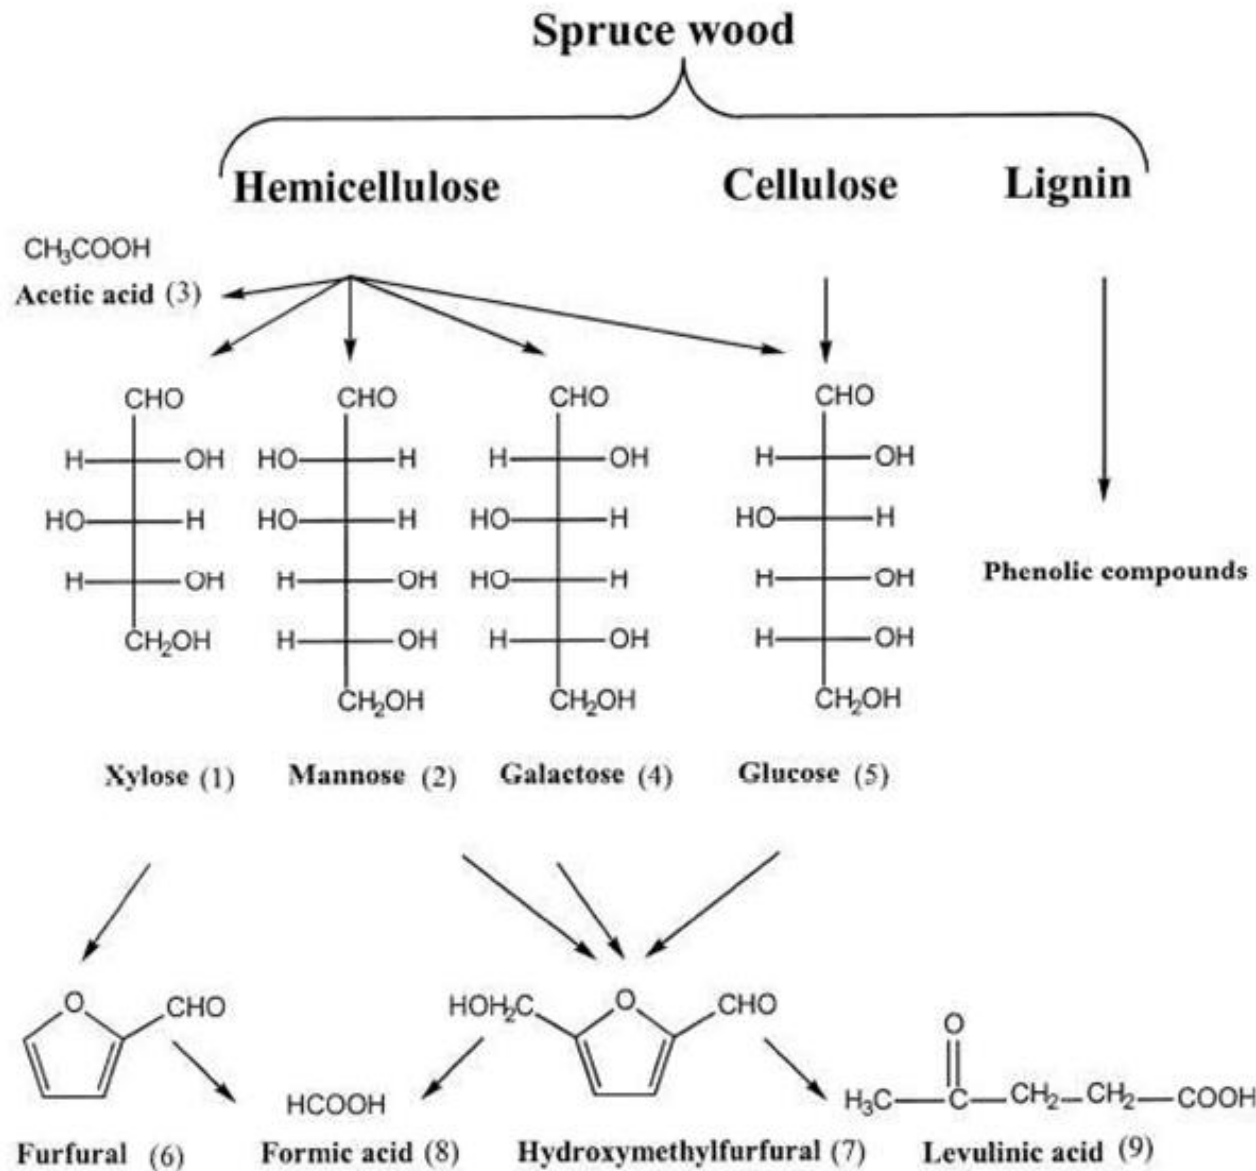 Spruce wood
Hemicellulose Cellulose Lignin
CH₃COOH
Acetic acid (3)
CHO CHO CHO CHO
H OH HO H H OH H OH
HO H HO H HO H HO H
H OH H OH HO H H OH
CH₂OH H OH H OH H OH
CH₂OH CH₂OH CH₂OH
Phenolic compounds
Xylose (1) Mannose (2) Galactose (4) Glucose (5)
O CHO HOH₂C O CHO O
HCOOH H₃C C CH₂ CH₂ COOH
Furfural (6) Formic acid (8) Hydroxymethylfurfural (7) Levulinic acid (9)